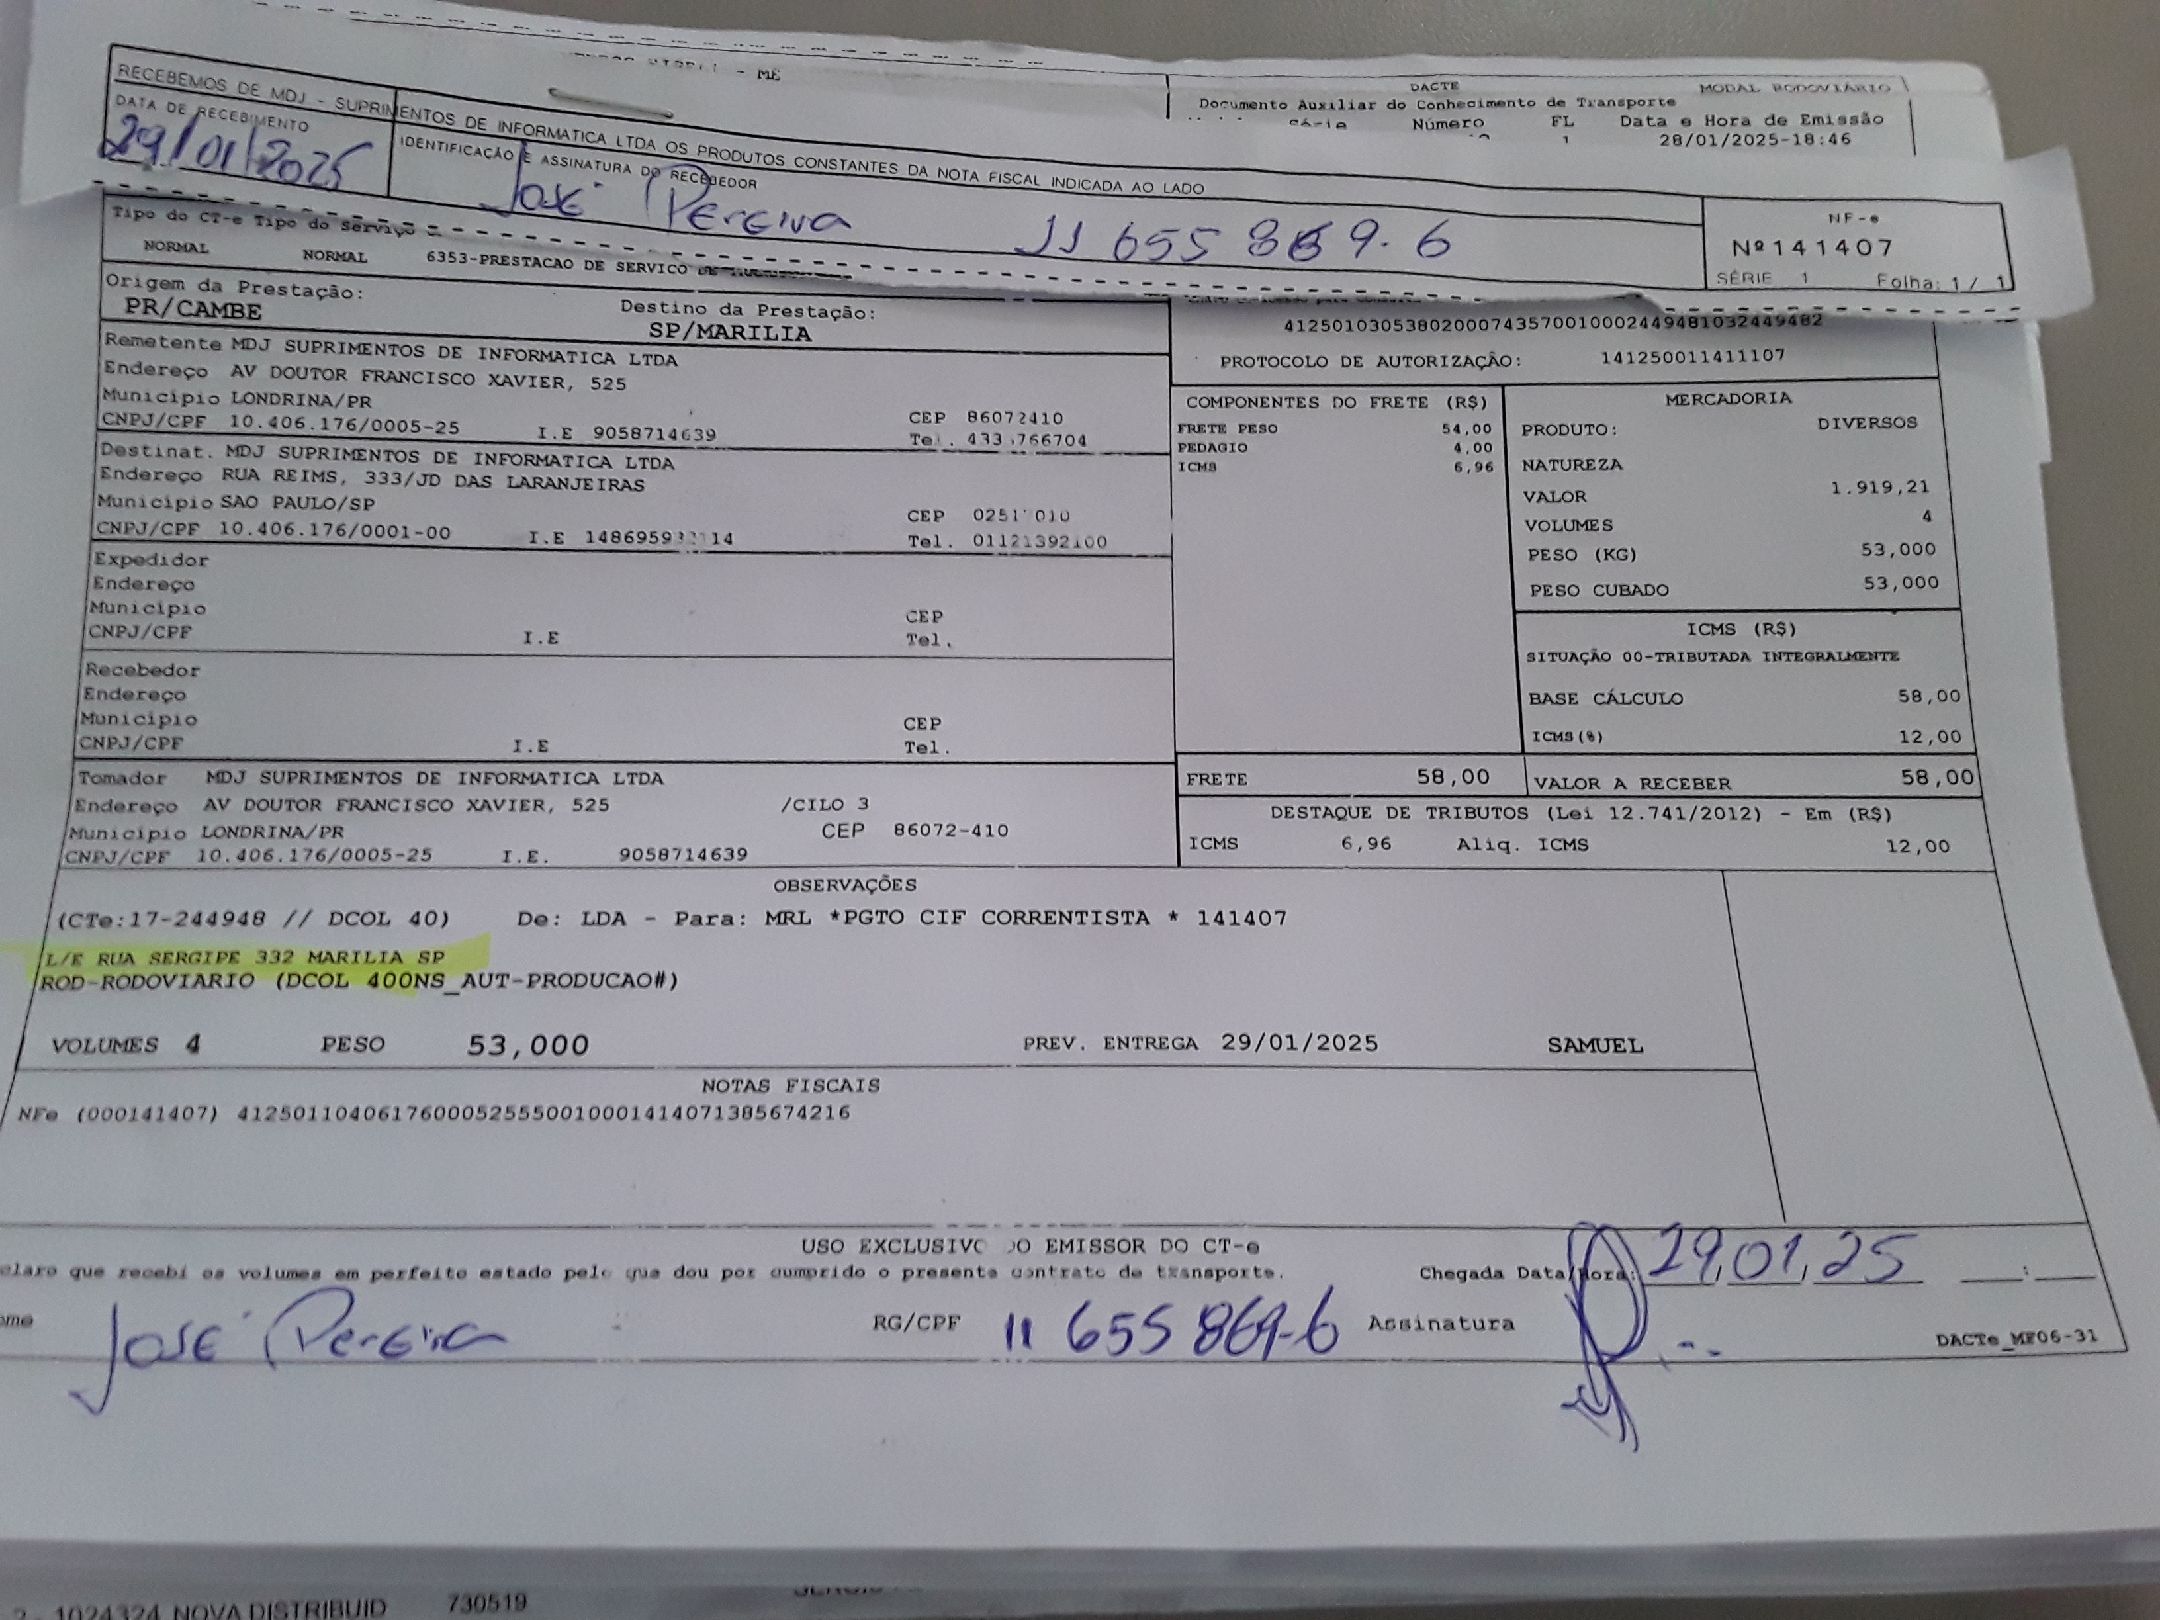 - ME
DACTE
MODAL RODOVIÁRIO
Documento Auxiliar do Conhecimento de Transporte
Número FL Data e Hora de Emissão
1 28/01/2025-18:46
RECEBEMOS DE MDJ - SUPRIMENTOS DE INFORMATICA LTDA OS PRODUTOS CONSTANTES DA NOTA FISCAL INDICADA AO LADO
DATA DE RECEBIMENTO
29/01/2025
IDENTIFICAÇÃO E ASSINATURA DO RECEBEDOR
José Pereira 11 655 869-6
NF-e
Nº 141407
SÉRIE 1 Folha: 1 / 1
Tipo do CT-e Tipo do Serviço
NORMAL NORMAL 6353-PRESTACAO DE SERVICO
Origem da Prestação:
PR/CAMBE
Destino da Prestação:
SP/MARILIA
41250103053802000743570010002449481032449482
PROTOCOLO DE AUTORIZAÇÃO: 141250011411107
Remetente MDJ SUPRIMENTOS DE INFORMATICA LTDA
Endereço AV DOUTOR FRANCISCO XAVIER, 525
Município LONDRINA/PR
CEP 86072410
CNPJ/CPF 10.406.176/0005-25 I.E 9058714639
Tel.
Destinat. MDJ SUPRIMENTOS DE INFORMATICA LTDA
Endereço RUA REIMS, 333/JD DAS LARANJEIRAS
Município SAO PAULO/SP
CEP
CNPJ/CPF 10.406.176/0001-00 I.E
Tel. 01121392100
Expedidor
Endereço
Município
CEP
CNPJ/CPF I.E
Tel.
Recebedor
Endereço
Município
CEP
CNPJ/CPF I.E
Tel.
Tomador MDJ SUPRIMENTOS DE INFORMATICA LTDA
Endereço AV DOUTOR FRANCISCO XAVIER, 525 /CILO 3
Município LONDRINA/PR CEP 86072-410
CNPJ/CPF 10.406.176/0005-25 I.E. 9058714639
COMPONENTES DO FRETE (R$)
FRETE PESO 54,00
PEDAGIO 4,00
ICMS 6,96
MERCADORIA
PRODUTO: DIVERSOS
NATUREZA
VALOR 1.919,21
VOLUMES 4
PESO (KG) 53,000
PESO CUBADO 53,000
ICMS (R$)
SITUAÇÃO 00-TRIBUTADA INTEGRALMENTE
BASE CÁLCULO 58,00
ICMS(%) 12,00
FRETE 58,00 VALOR A RECEBER 58,00
DESTAQUE DE TRIBUTOS (Lei 12.741/2012) - Em (R$)
ICMS 6,96 Aliq. ICMS 12,00
OBSERVAÇÕES
(CTe:17-244948 // DCOL 40) De: LDA - Para: MRL *PGTO CIF CORRENTISTA * 141407
L/E RUA SERGIPE 332 MARILIA SP
ROD-RODOVIARIO (DCOL 400NS_AUT-PRODUCAO#)
VOLUMES 4 PESO 53,000 PREV. ENTREGA 29/01/2025 SAMUEL
NOTAS FISCAIS
NFe (000141407) 41250110406176000525550010001414071385674216
USO EXCLUSIVO DO EMISSOR DO CT-e
claro que recebi os volumes em perfeito estado pelo que dou por cumprido o presente contrato de transporte.
Chegada Data/Hora: 29,01,25 __:__
ome José Pereira RG/CPF 11 655 869-6 Assinatura
DACTe_MF06-31
2 - 1024324 NOVA DISTRIBUID 730519